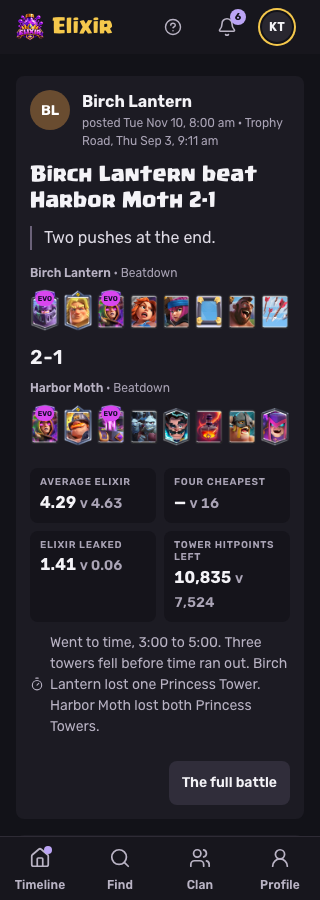 Elixir
6
KT
BL
Birch Lantern
posted Tue Nov 10, 8:00 am • Trophy
Road, Thu Sep 3, 9:11 am
Birch Lantern beat
Harbor Moth 2-1
Two pushes at the end.
Birch Lantern • Beatdown
EVO
EVO
2-1
Harbor Moth • Beatdown
EVO
EVO
AVERAGE ELIXIR
4.29 v 4.63
FOUR CHEAPEST
– v 16
ELIXIR LEAKED
1.41 v 0.06
TOWER HITPOINTS
LEFT
10,835 v
7,524
Went to time, 3:00 to 5:00. Three
towers fell before time ran out. Birch
Lantern lost one Princess Tower.
Harbor Moth lost both Princess
Towers.
The full battle
Timeline
Find
Clan
Profile